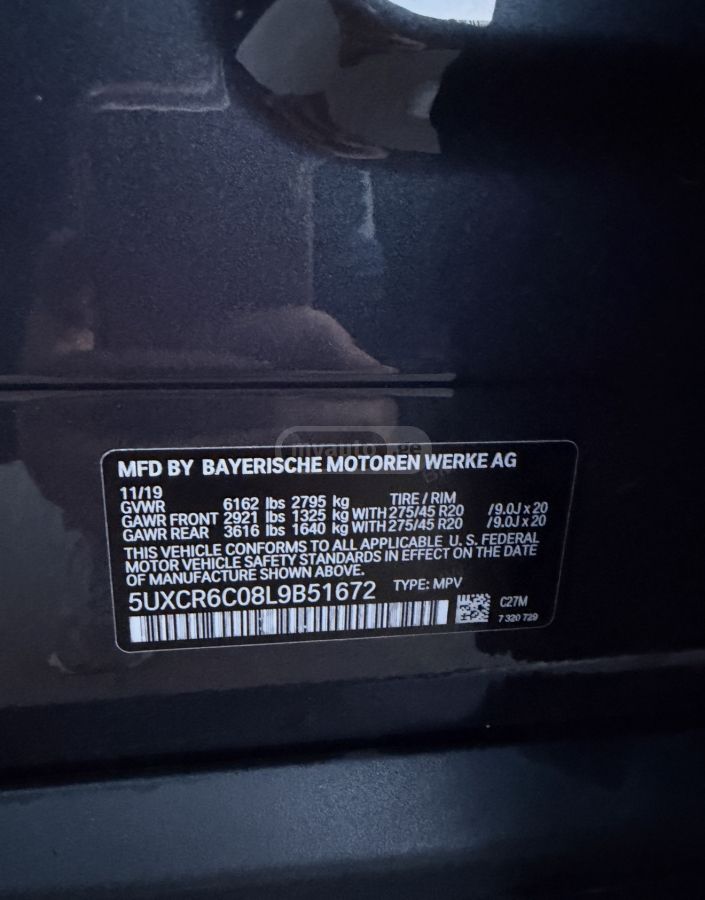 myauto.ge
MFD BY BAYERISCHE MOTOREN WERKE AG
11/19
GVWR 6162 lbs 2795 kg TIRE / RIM
GAWR FRONT 2921 lbs 1325 kg WITH 275/45 R20 /9.0J x 20
GAWR REAR 3616 lbs 1640 kg WITH 275/45 R20 /9.0J x 20
THIS VEHICLE CONFORMS TO ALL APPLICABLE U. S. FEDERAL
MOTOR VEHICLE SAFETY STANDARDS IN EFFECT ON THE DATE
OF MANUFACTURE SHOWN ABOVE.
5UXCR6C08L9B51672 TYPE: MPV
C27M
7 320 729